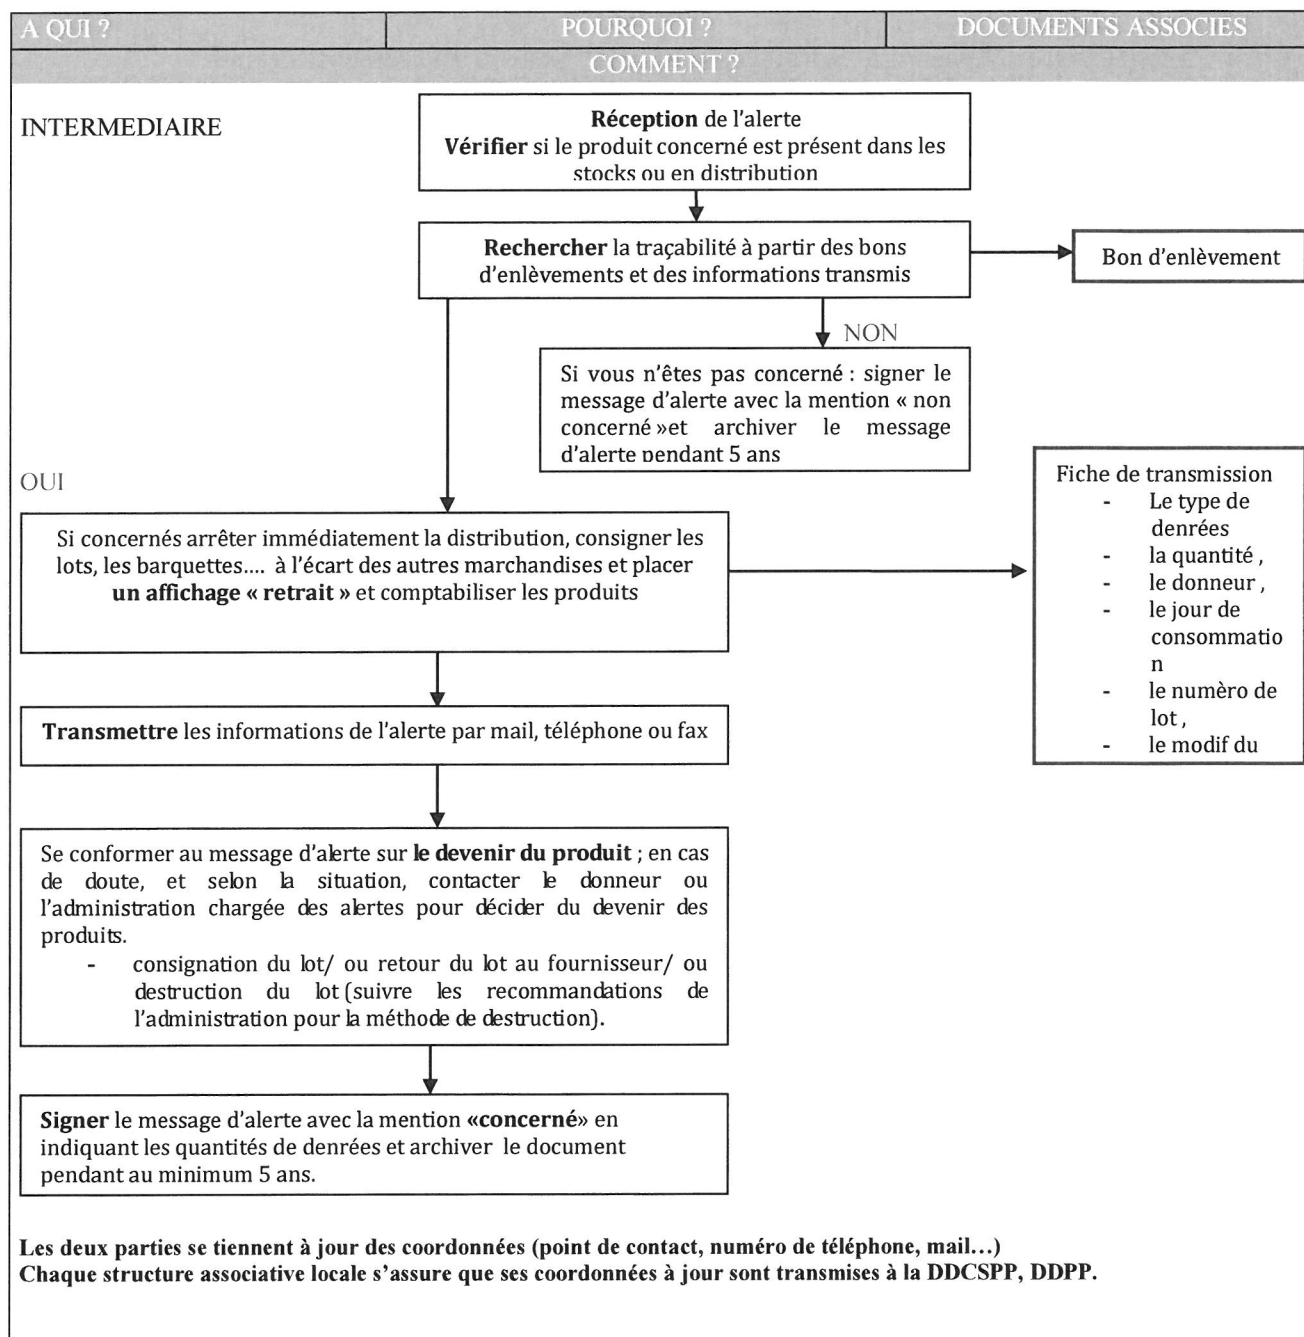 A QUI ?
POURQUOI ?
DOCUMENTS ASSOCIES
COMMENT ?
INTERMEDIAIRE
Réception de l'alerte
Vérifier si le produit concerné est présent dans les
stocks ou en distribution
Rechercher la traçabilité à partir des bons
d'enlèvements et des informations transmis
Bon d'enlèvement
NON
Si vous n'êtes pas concerné : signer le
message d'alerte avec la mention « non
concerné »et archiver le message
d'alerte pendant 5 ans
OUI
Si concernés arrêter immédiatement la distribution, consigner les
lots, les barquettes.... à l'écart des autres marchandises et placer
un affichage « retrait » et comptabiliser les produits
Fiche de transmission
- Le type de
denrées
- la quantité ,
- le donneur ,
- le jour de
consommatio
n
- le numèro de
lot ,
- le modif du
Transmettre les informations de l'alerte par mail, téléphone ou fax
Se conformer au message d'alerte sur le devenir du produit ; en cas
de doute, et selon la situation, contacter le donneur ou
l'administration chargée des alertes pour décider du devenir des
produits.
- consignation du lot/ ou retour du lot au fournisseur/ ou
destruction du lot (suivre les recommandations de
l'administration pour la méthode de destruction).
Signer le message d'alerte avec la mention «concerné» en
indiquant les quantités de denrées et archiver le document
pendant au minimum 5 ans.
Les deux parties se tiennent à jour des coordonnées (point de contact, numéro de téléphone, mail…)
Chaque structure associative locale s'assure que ses coordonnées à jour sont transmises à la DDCSPP, DDPP.